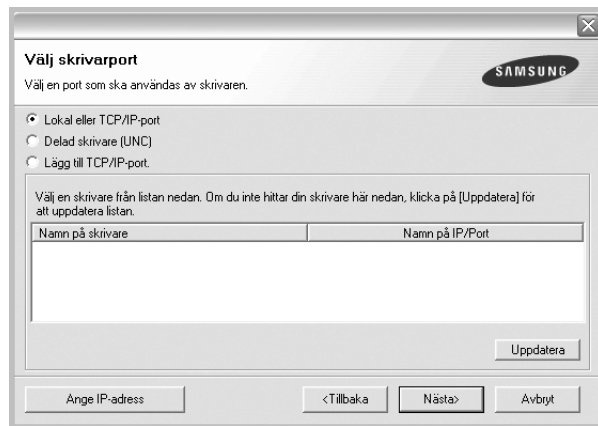 Välj skrivarport
Välj en port som ska användas av skrivaren.
SAMSUNG
Lokal eller TCP/IP-port
Delad skrivare (UNC)
Lägg till TCP/IP-port.
Välj en skrivare från listan nedan. Om du inte hittar din skrivare här nedan, klicka på [Uppdatera] för
att uppdatera listan.
Namn på skrivare Namn på IP/Port
Uppdatera
Ange IP-adress <Tillbaka Nästa> Avbryt